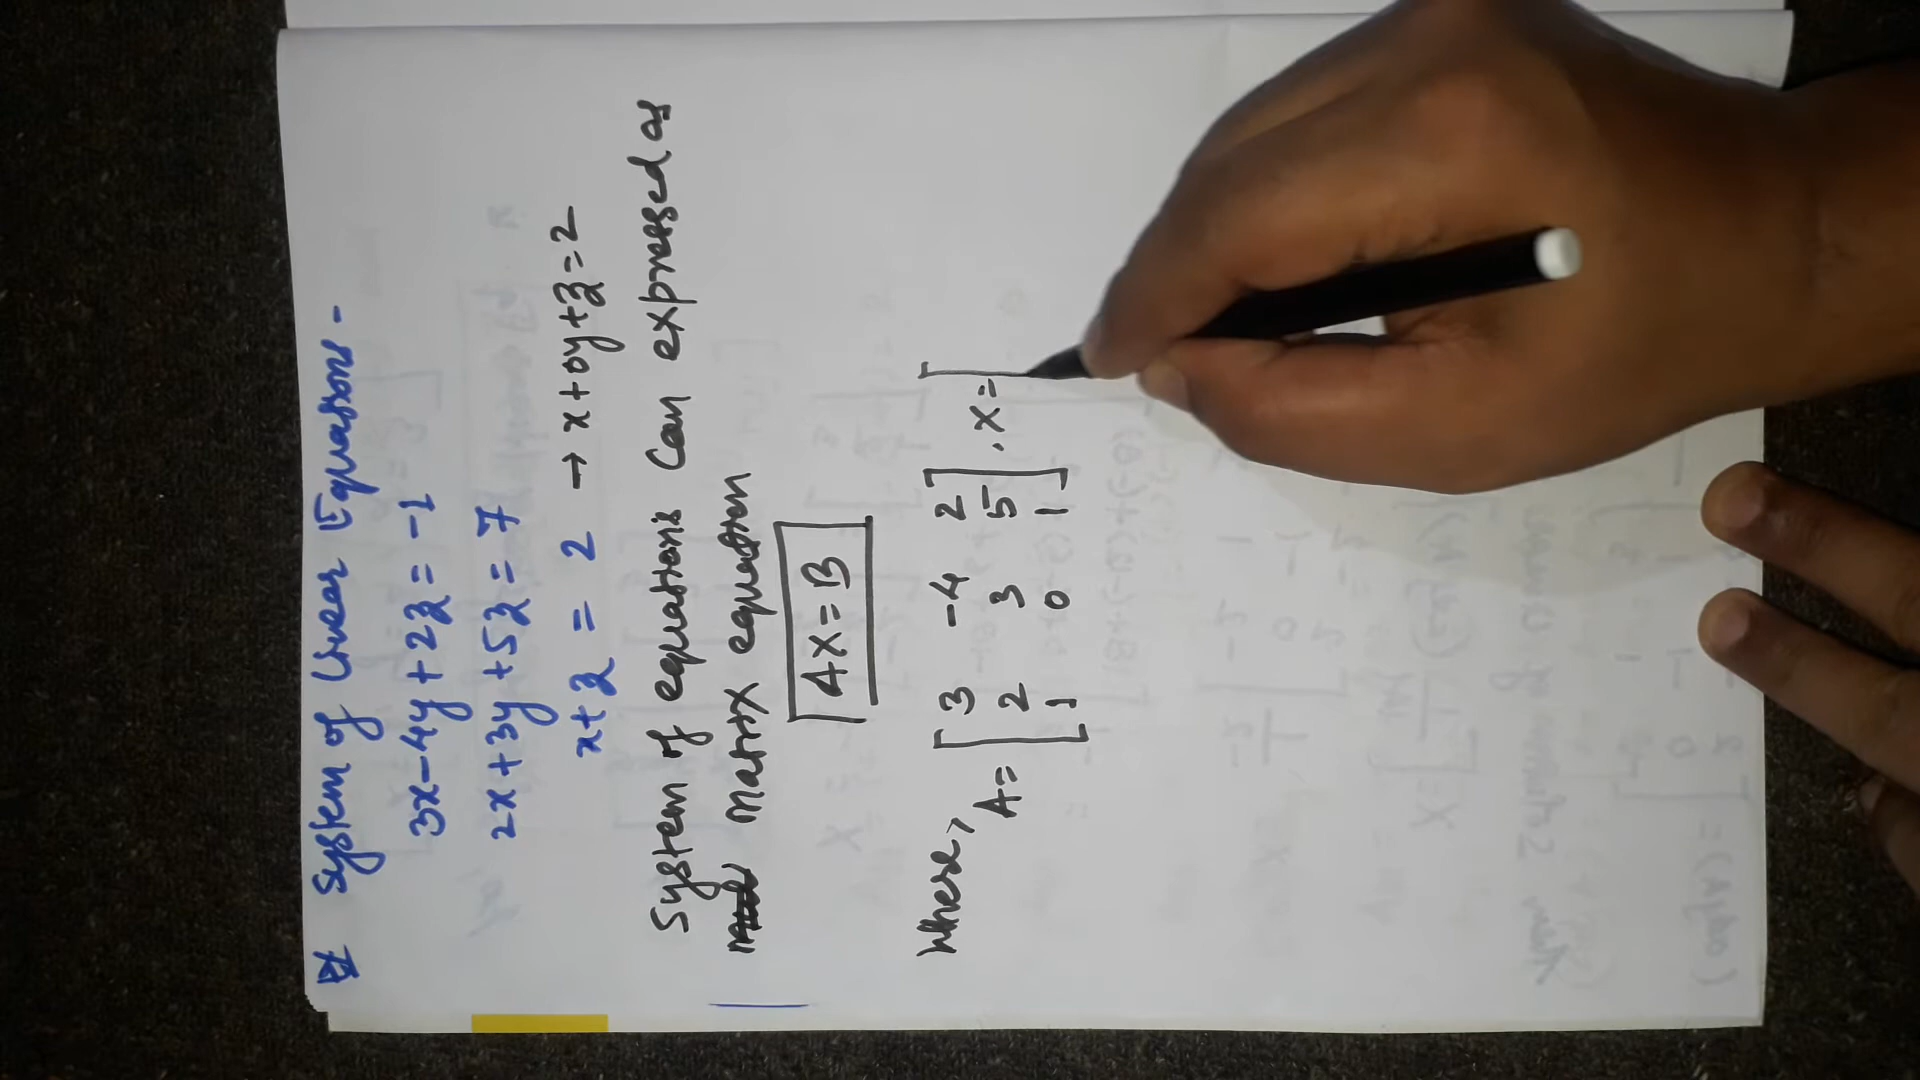 System of Linear Equations -
3x-4y+2z = -1
2x+3y+5z = 7
x+z = 2 → x+0y+z=2
System of equations can expressed as
matrix equation
AX=B
Where,
A= [3 -4 2
2 3 5
1 0 1], X= [